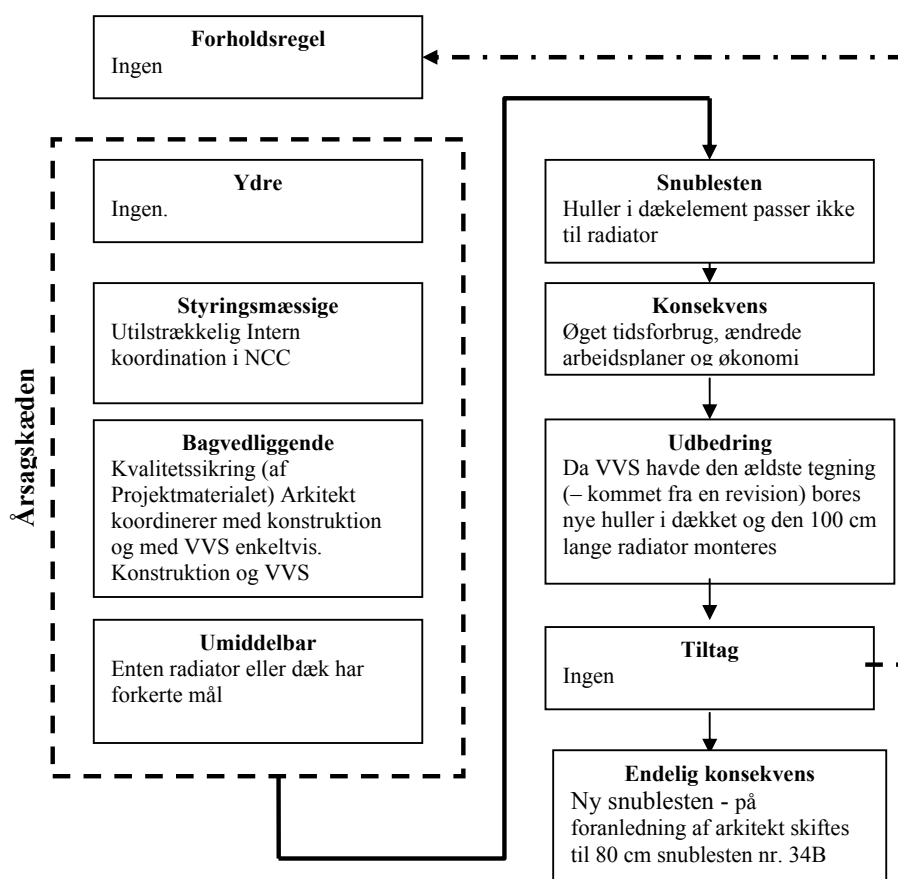 Forholdsregel
Ingen
Årsagskæden
Ydre
Ingen.
Styringsmæssige
Utilstrækkelig Intern
koordination i NCC
Bagvedliggende
Kvalitetssikring (af
Projektmaterialet) Arkitekt
koordinerer med konstruktion
og med VVS enkeltvis.
Konstruktion og VVS
Umiddelbar
Enten radiator eller dæk har
forkerte mål
Snublesten
Huller i dækelement passer ikke
til radiator
Konsekvens
Øget tidsforbrug, ændrede
arbejdsplaner og økonomi
Udbedring
Da VVS havde den ældste tegning
(– kommet fra en revision) bores
nye huller i dækket og den 100 cm
lange radiator monteres
Tiltag
Ingen
Endelig konsekvens
Ny snublesten - på
foranledning af arkitekt skiftes
til 80 cm snublesten nr. 34B